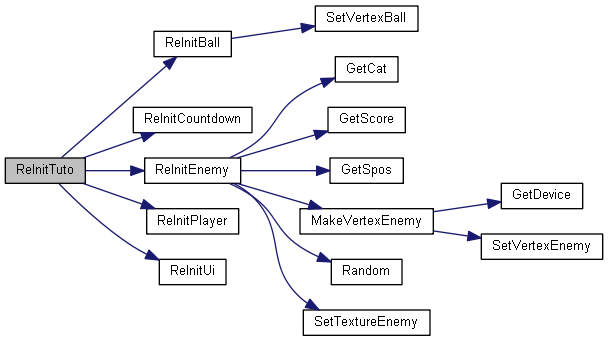 SetVertexBall
ReInitBall
GetCat
ReInitCountdown
GetScore
ReInitTuto
ReInitEnemy
GetSpos
GetDevice
ReInitPlayer
MakeVertexEnemy
SetVertexEnemy
ReInitUi
Random
SetTextureEnemy